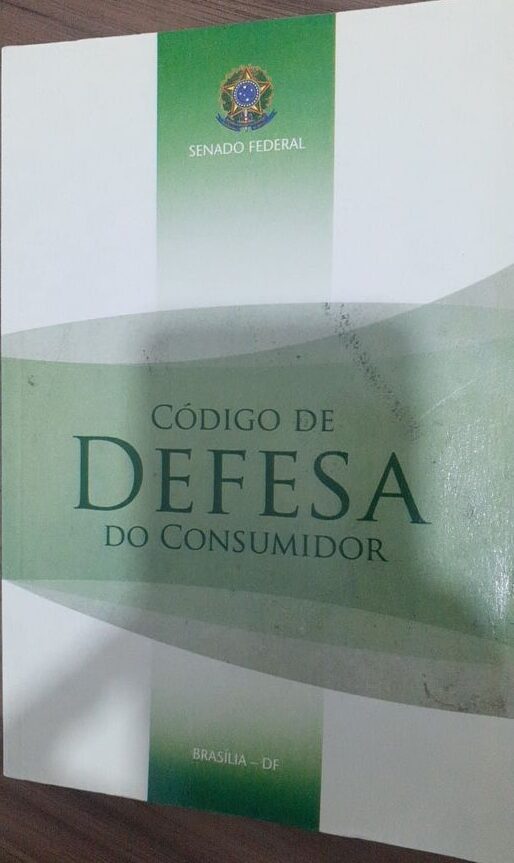 SENADO FEDERAL
CÓDIGO DE
DEFESA
DO CONSUMIDOR
BRASÍLIA – DF